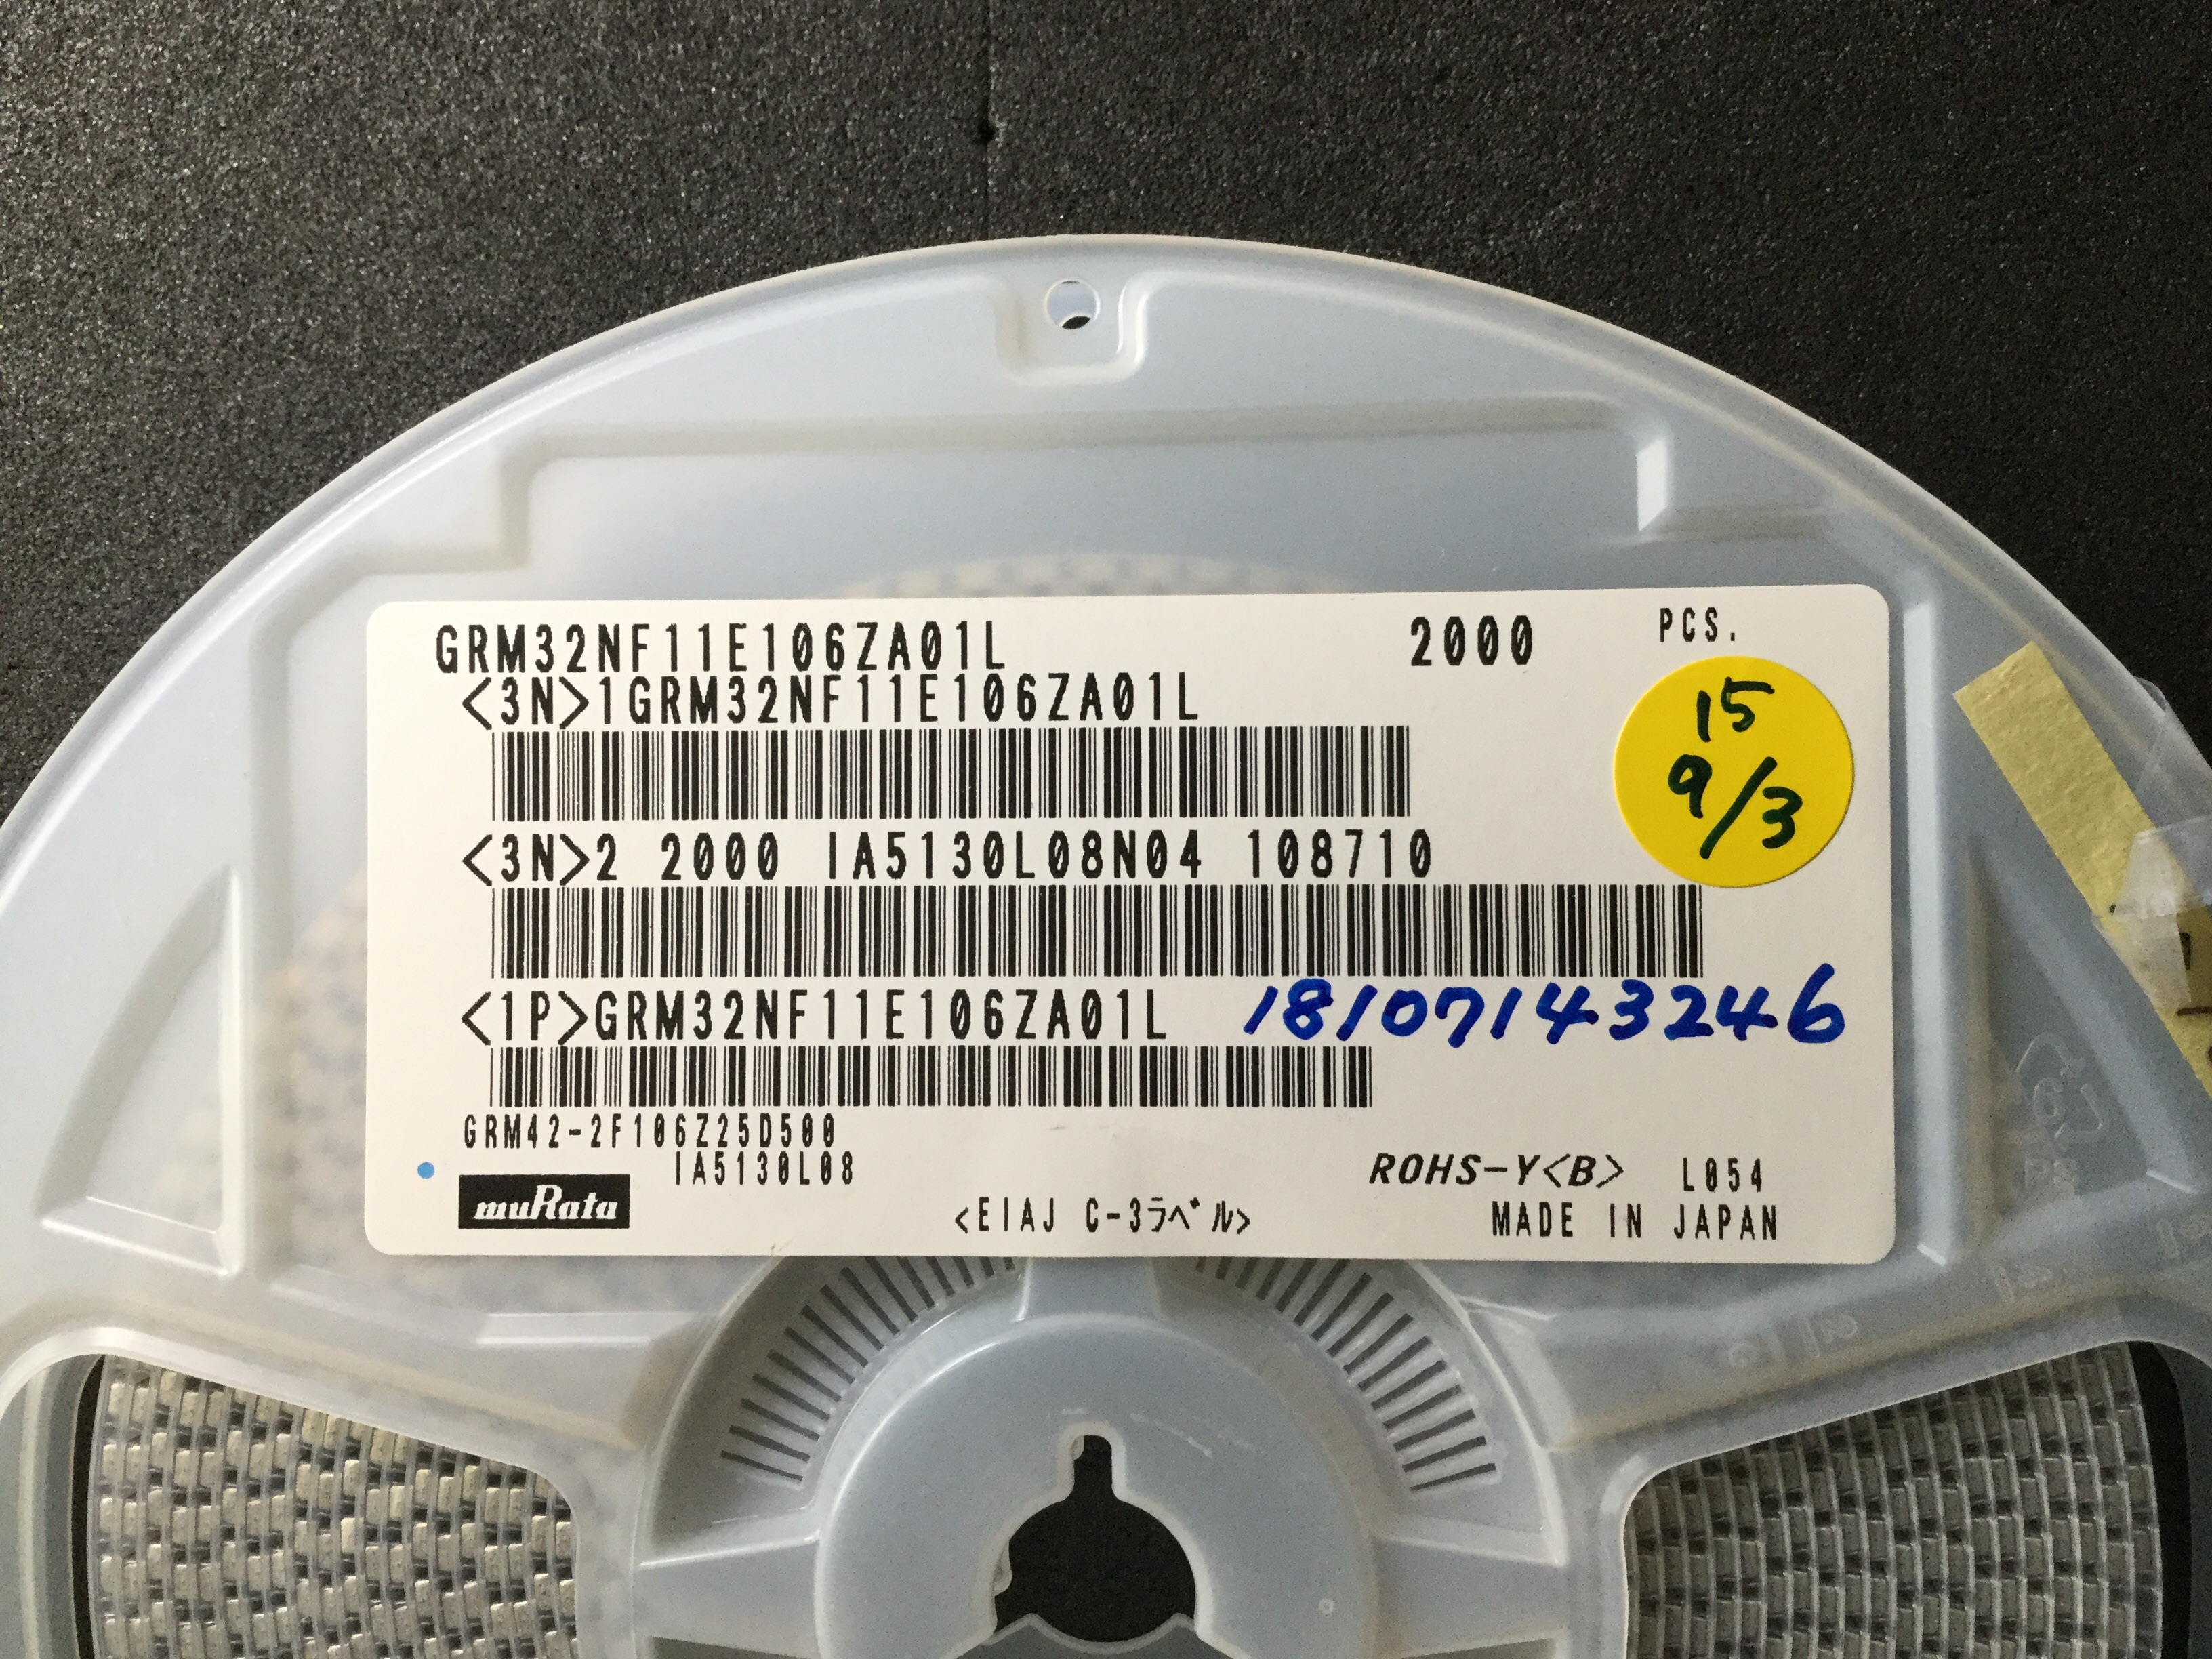 GRM32NF11E106ZA01L 2000 PCS.
<3N>1GRM32NF11E106ZA01L
15
9/3
<3N>2 2000 IA5130L08N04 108710
<1P>GRM32NF11E106ZA01L 18107143246
GRM42-2F106Z25D500
IA5130L08
muRata
<EIAJ C-3ラベル>
ROHS-Y<B> L054
MADE IN JAPAN